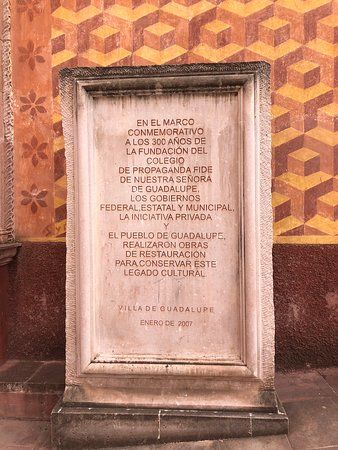 EN EL MARCO
CONMEMORATIVO
A LOS 300 AÑOS DE
LA FUNDACIÓN DEL
COLEGIO
DE PROPAGANDA FIDE
DE NUESTRA SEÑORA
DE GUADALUPE,
LOS GOBIERNOS
FEDERAL, ESTATAL Y MUNICIPAL,
LA INICIATIVA PRIVADA
Y
EL PUEBLO DE GUADALUPE,
REALIZARON OBRAS
DE RESTAURACIÓN
PARA CONSERVAR ESTE
LEGADO CULTURAL
VILLA DE GUADALUPE
ENERO DE 2007